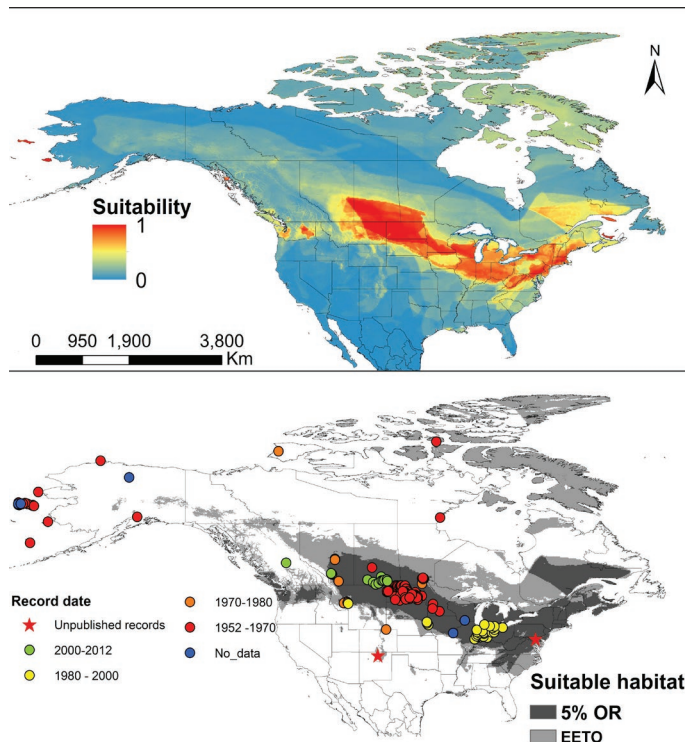 N
Suitability
1
0
0 950 1,900 3,800
Km
Record date
Unpublished records
2000-2012
1980 - 2000
1970-1980
1952 -1970
No_data
Suitable habitat
5% OR
EETO